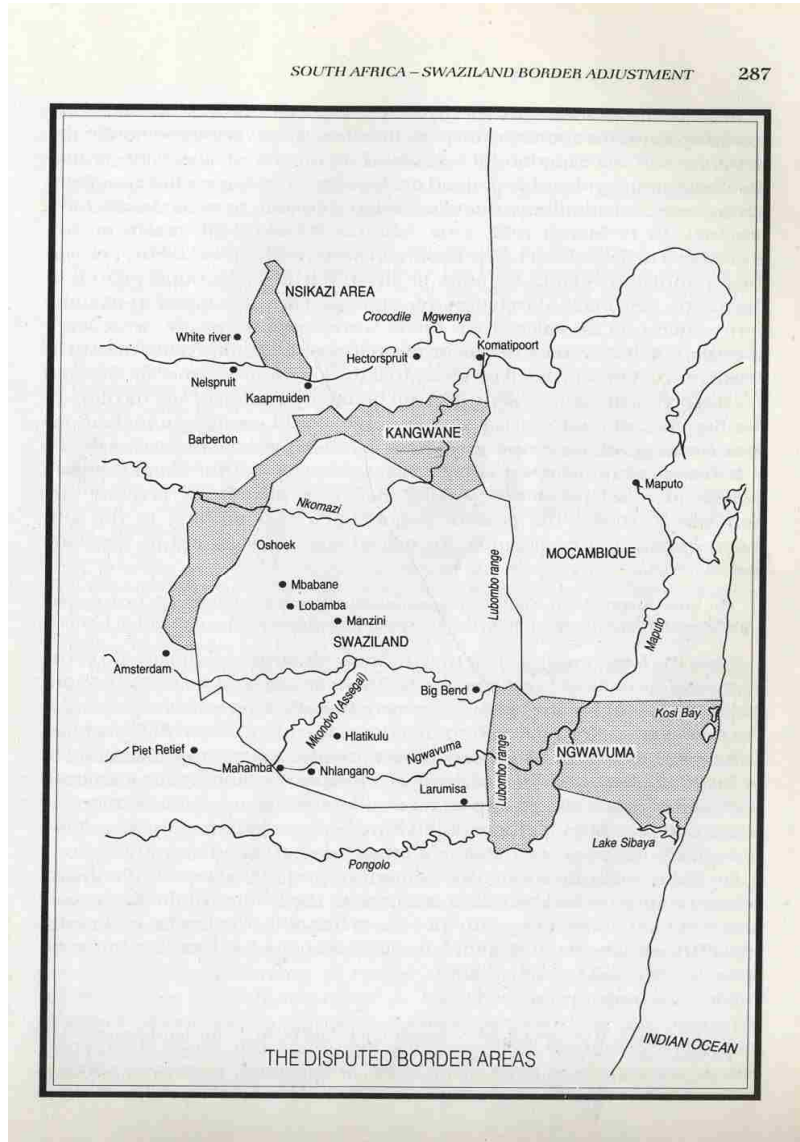 SOUTH AFRICA – SWAZILAND BORDER ADJUSTMENT 287
NSIKAZI AREA
Crocodile Mgwenya
White river
Hectorspruit
Komatipoort
Nelspruit
Kaapmuiden
Barberton
KANGWANE
Maputo
Nkomazi
Oshoek
MOCAMBIQUE
Lubombo range
Mbabane
Lobamba
Manzini
SWAZILAND
Maputo
Amsterdam
Big Bend
Mkondvo (Assegai)
Kosi Bay
Piet Retief
Hlatikulu
Ngwavuma
NGWAVUMA
Lubombo range
Mahamba
Nhlangano
Larumisa
Lake Sibaya
Pongolo
INDIAN OCEAN
THE DISPUTED BORDER AREAS